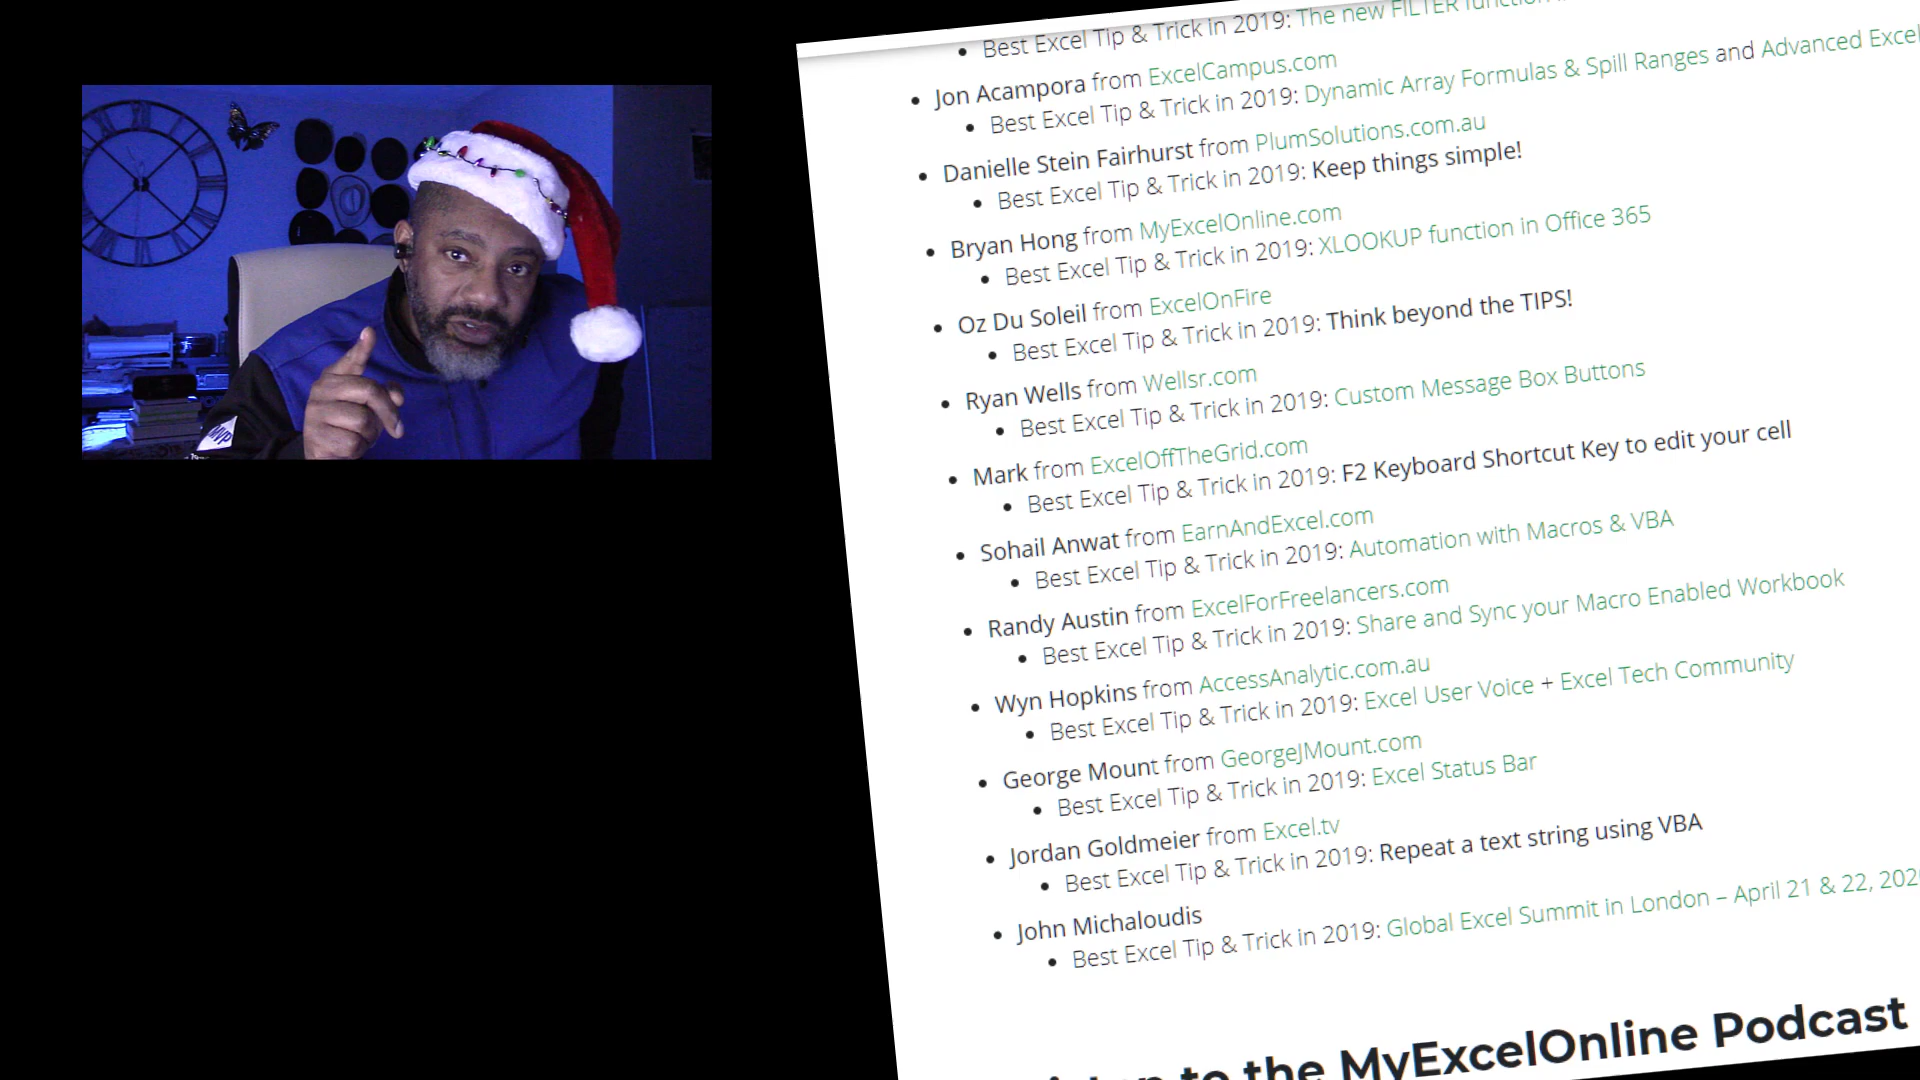 MVP
Best Excel Tip & Trick in 2019: The new FILTER function
Jon Acampora from ExcelCampus.com
Best Excel Tip & Trick in 2019: Dynamic Array Formulas & Spill Ranges and Advanced Excel
Danielle Stein Fairhurst from PlumSolutions.com.au
Best Excel Tip & Trick in 2019: Keep things simple!
Bryan Hong from MyExcelOnline.com
Best Excel Tip & Trick in 2019: XLOOKUP function in Office 365
Oz Du Soleil from ExcelOnFire
Best Excel Tip & Trick in 2019: Think beyond the TIPS!
Ryan Wells from Wellsr.com
Best Excel Tip & Trick in 2019: Custom Message Box Buttons
Mark from ExcelOffTheGrid.com
Best Excel Tip & Trick in 2019: F2 Keyboard Shortcut Key to edit your cell
Sohail Anwat from EarnAndExcel.com
Best Excel Tip & Trick in 2019: Automation with Macros & VBA
Randy Austin from ExcelForFreelancers.com
Best Excel Tip & Trick in 2019: Share and Sync your Macro Enabled Workbook
Wyn Hopkins from AccessAnalytic.com.au
Best Excel Tip & Trick in 2019: Excel User Voice + Excel Tech Community
George Mount from GeorgeJMount.com
Best Excel Tip & Trick in 2019: Excel Status Bar
Jordan Goldmeier from Excel.tv
Best Excel Tip & Trick in 2019: Repeat a text string using VBA
John Michaloudis
Best Excel Tip & Trick in 2019: Global Excel Summit in London – April 21 & 22, 202
to the MyExcelOnline Podcast